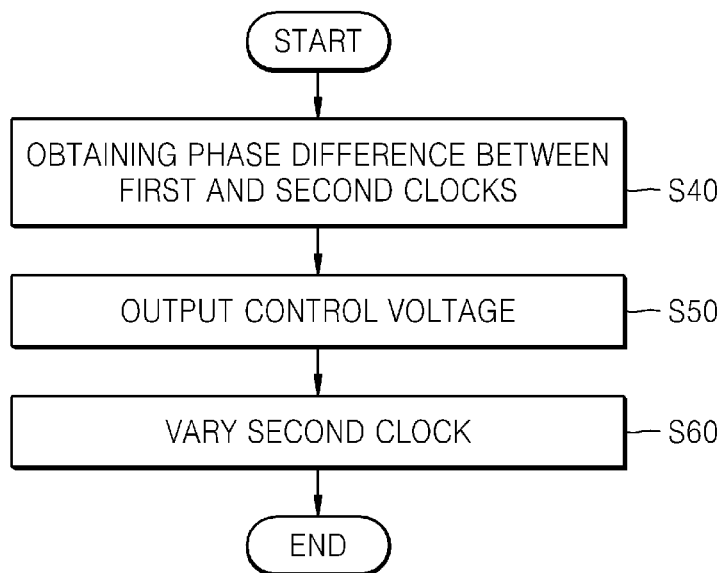 START
OBTAINING PHASE DIFFERENCE BETWEEN
FIRST AND SECOND CLOCKS
S40
OUTPUT CONTROL VOLTAGE
S50
VARY SECOND CLOCK
S60
END